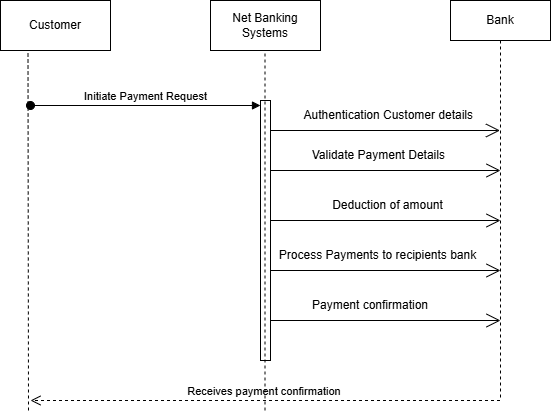 Customer
Net Banking
Systems
Bank
Initiate Payment Request
Authentication Customer details
Validate Payment Details
Deduction of amount
Process Payments to recipients bank
Payment confirmation
Receives payment confirmation